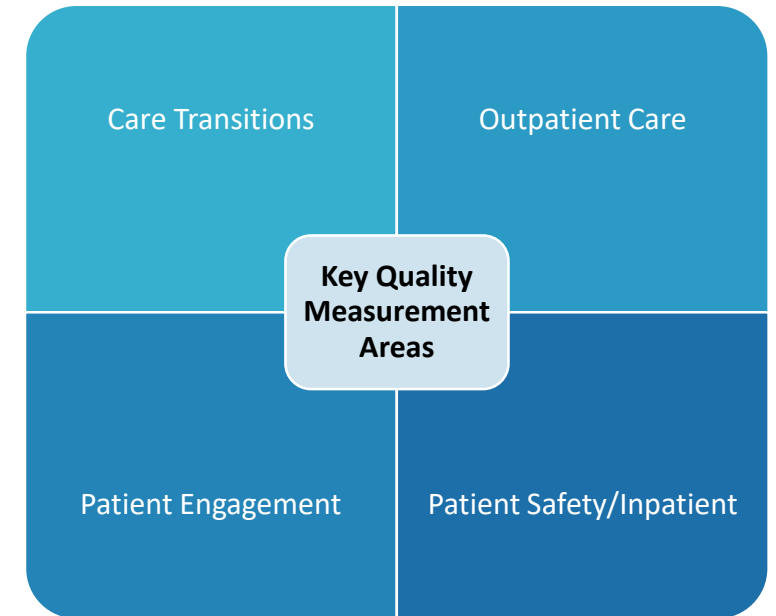 Care Transitions
Outpatient Care
Key Quality
Measurement
Areas
Patient Engagement
Patient Safety/Inpatient